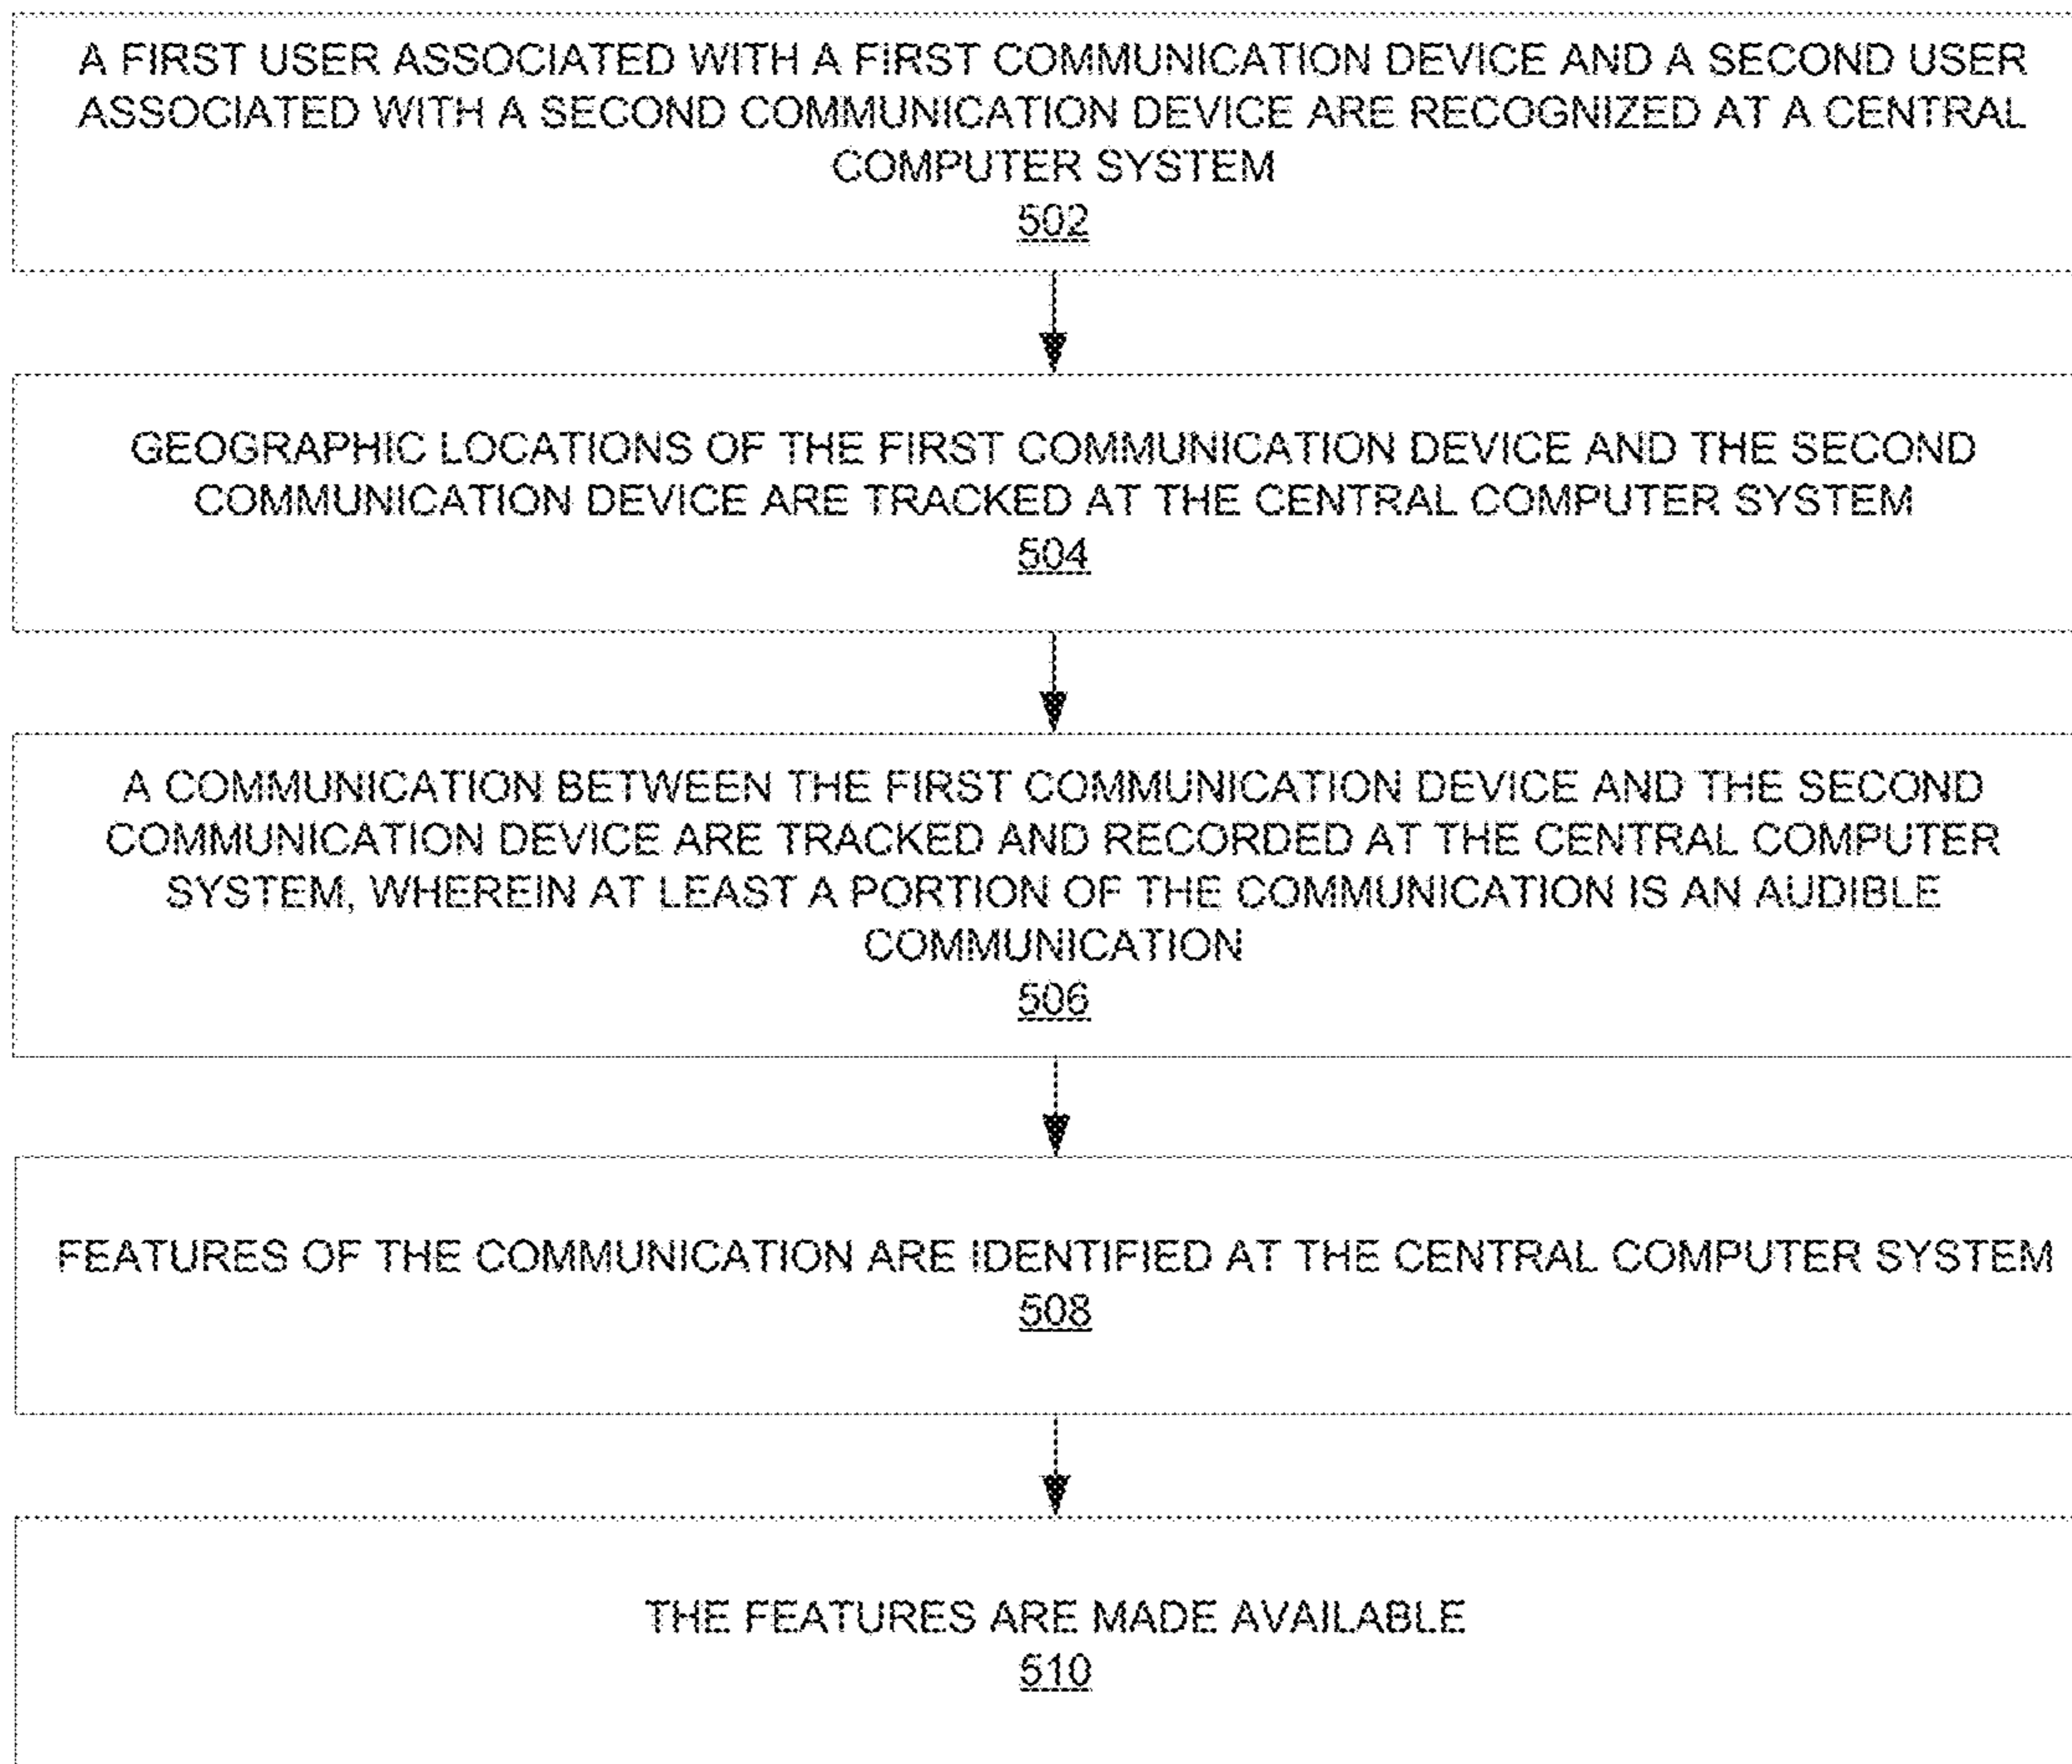 A FIRST USER ASSOCIATED WITH A FIRST COMMUNICATION DEVICE AND A SECOND USER
ASSOCIATED WITH A SECOND COMMUNICATION DEVICE ARE RECOGNIZED AT A CENTRAL
COMPUTER SYSTEM
502
GEOGRAPHIC LOCATIONS OF THE FIRST COMMUNICATION DEVICE AND THE SECOND
COMMUNICATION DEVICE ARE TRACKED AT THE CENTRAL COMPUTER SYSTEM
504
A COMMUNICATION BETWEEN THE FIRST COMMUNICATION DEVICE AND THE SECOND
COMMUNICATION DEVICE ARE TRACKED AND RECORDED AT THE CENTRAL COMPUTER
SYSTEM, WHEREIN AT LEAST A PORTION OF THE COMMUNICATION IS AN AUDIBLE
COMMUNICATION
506
FEATURES OF THE COMMUNICATION ARE IDENTIFIED AT THE CENTRAL COMPUTER SYSTEM
508
THE FEATURES ARE MADE AVAILABLE
510